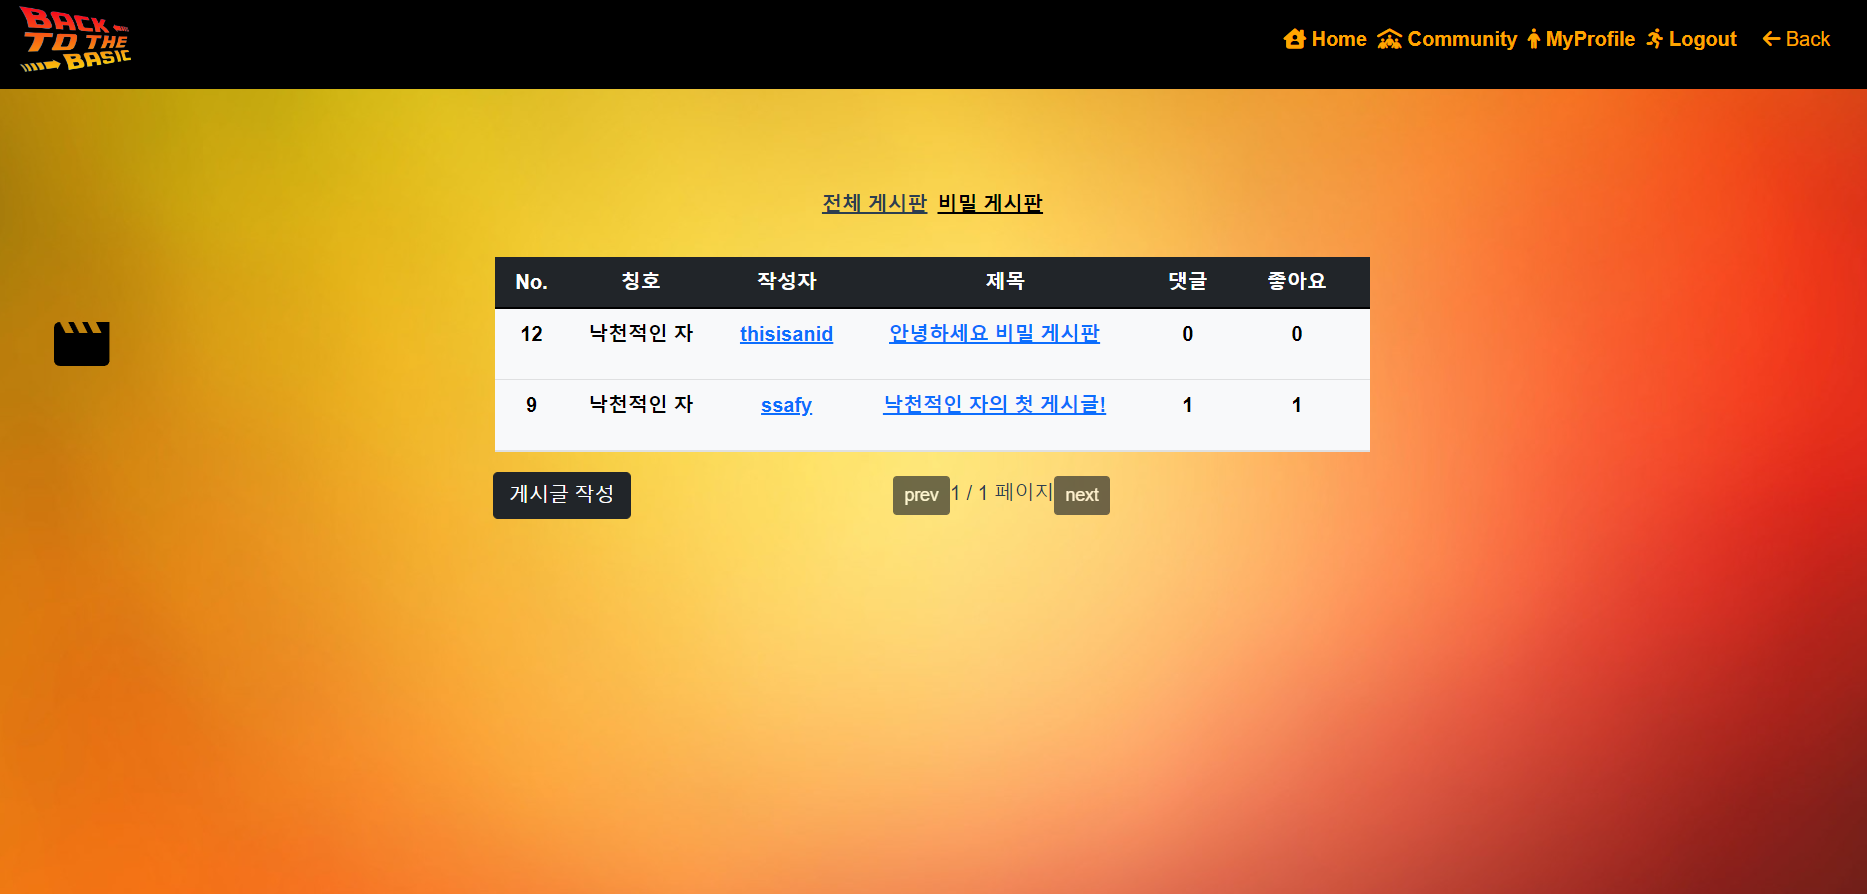 BACK
TO THE
BASIC
Home Community MyProfile Logout Back
전체 게시판 비밀 게시판
No. 칭호 작성자 제목 댓글 좋아요
12 낙천적인 자 thisisanid 안녕하세요 비밀 게시판 0 0
9 낙천적인 자 ssafy 낙천적인 자의 첫 게시글! 1 1
게시글 작성 prev 1 / 1 페이지 next